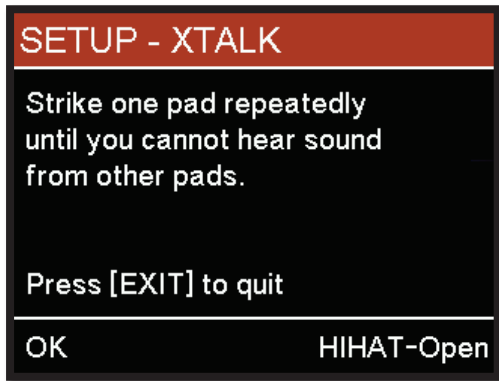 SETUP - XTALK
Strike one pad repeatedly
until you cannot hear sound
from other pads.
Press [EXIT] to quit
OK HIHAT-Open